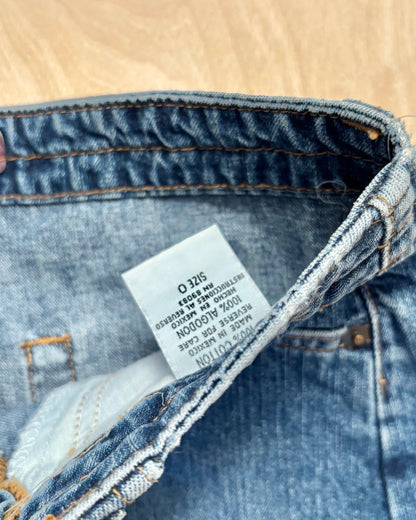 100% COTTON
MADE IN MEXICO
REVERSE FOR CARE
100% ALGODON
HECHO EN MEXICO
INSTRUCCIONES AL REVERSO
RN 89083
SIZE 0